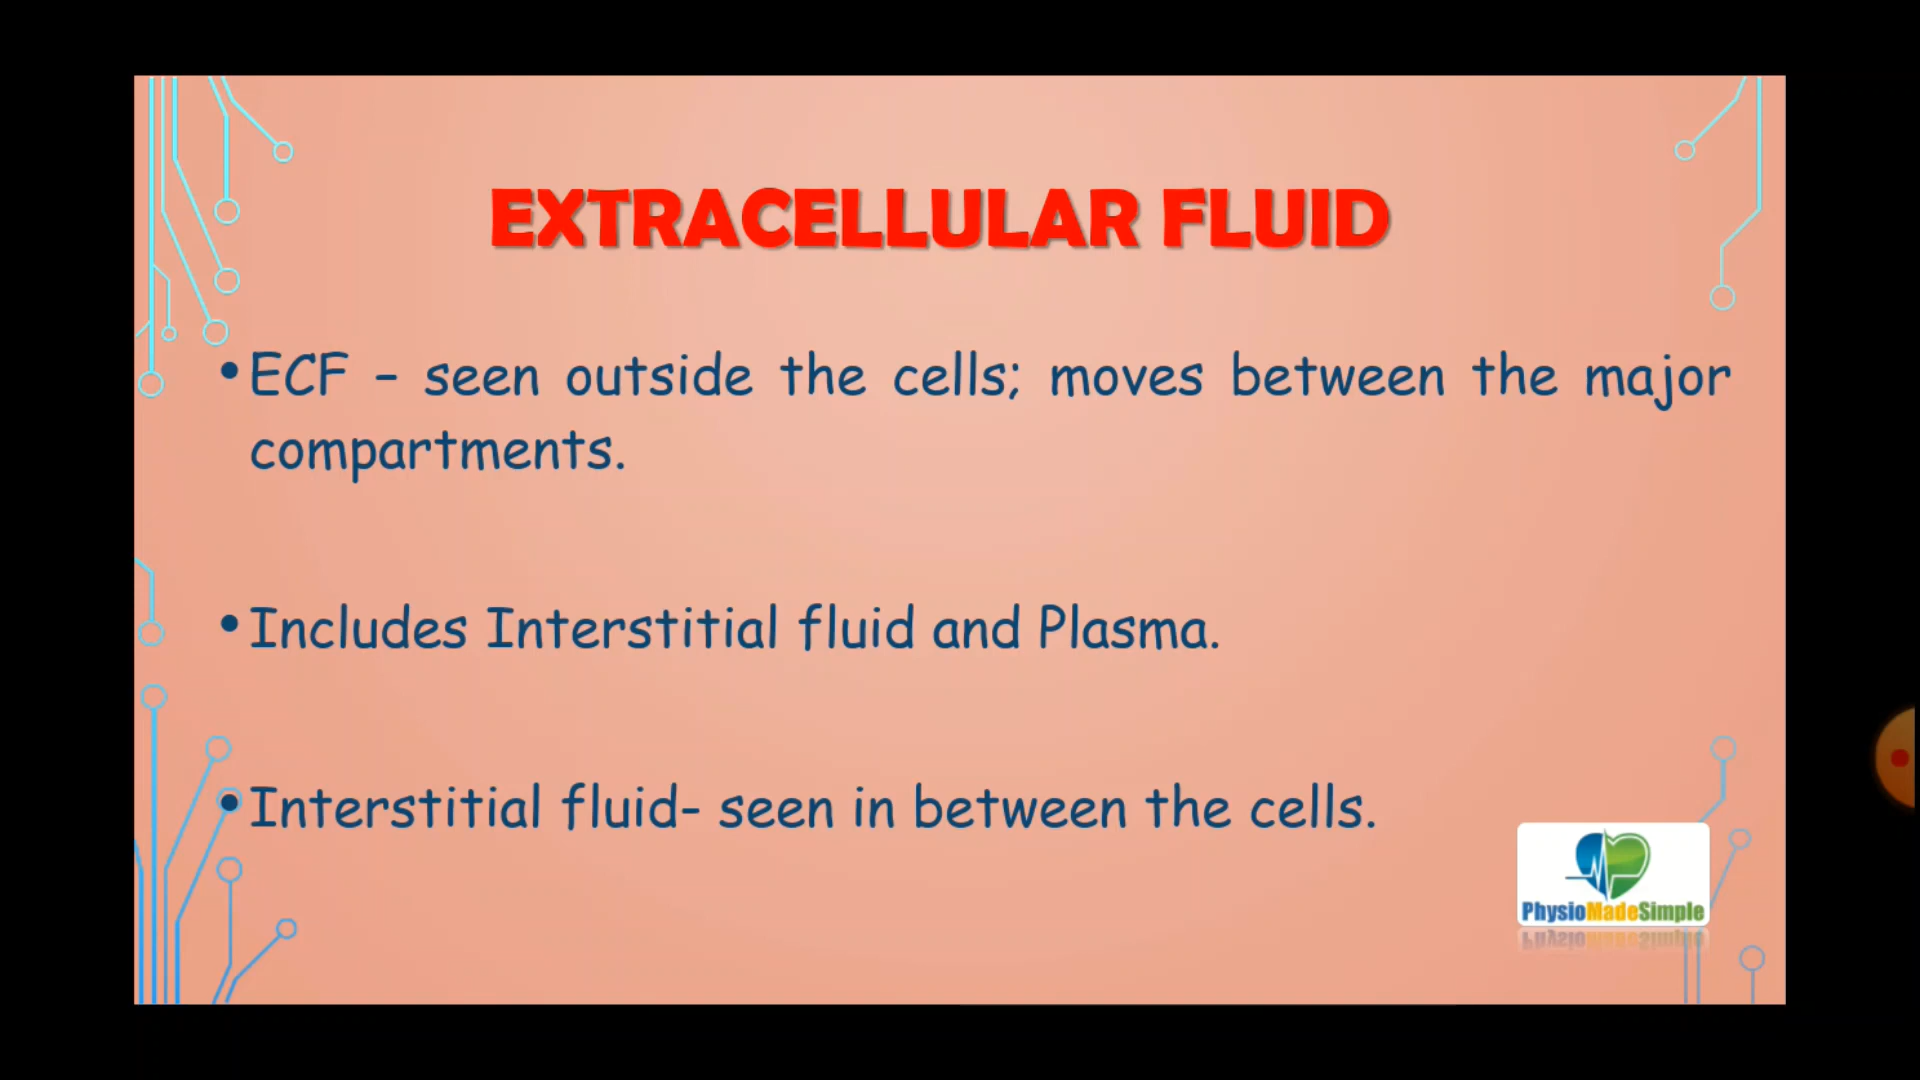 EXTRACELLULAR FLUID
•ECF – seen outside the cells; moves between the major
compartments.
•Includes Interstitial fluid and Plasma.
•Interstitial fluid- seen in between the cells.
PhysioMadeSimple